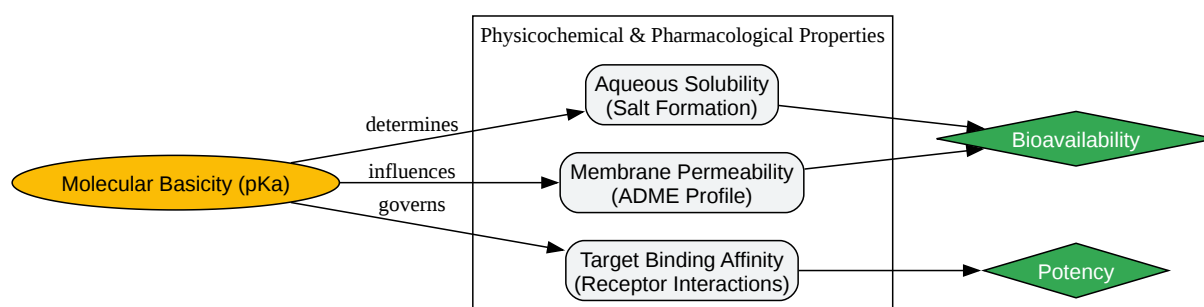 Physicochemical & Pharmacological Properties
Aqueous Solubility
(Salt Formation)
determines
Bioavailability
Molecular Basicity (pKa)
influences
Membrane Permeability
(ADME Profile)
governs
Target Binding Affinity
(Receptor Interactions)
Potency